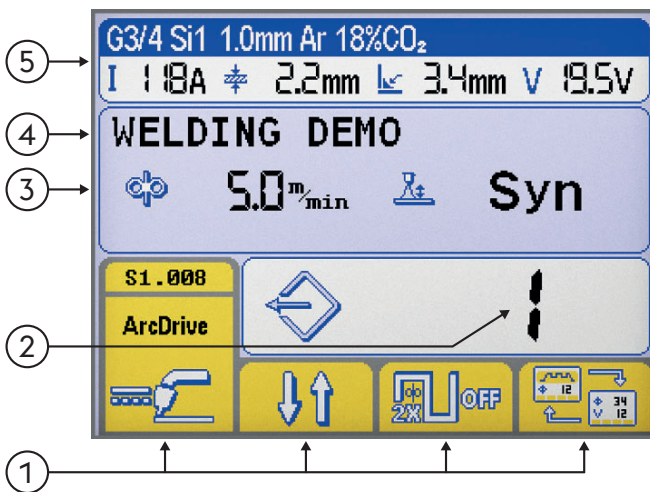 G3/4 Si1 1.0mm Ar 18%CO₂
I 118A 2.2mm 3.4mm V 19.5V
WELDING DEMO
5.0 m/min Syn
S1.008
ArcDrive
1
2X OFF
12
34
V 12
5
4
3
2
1